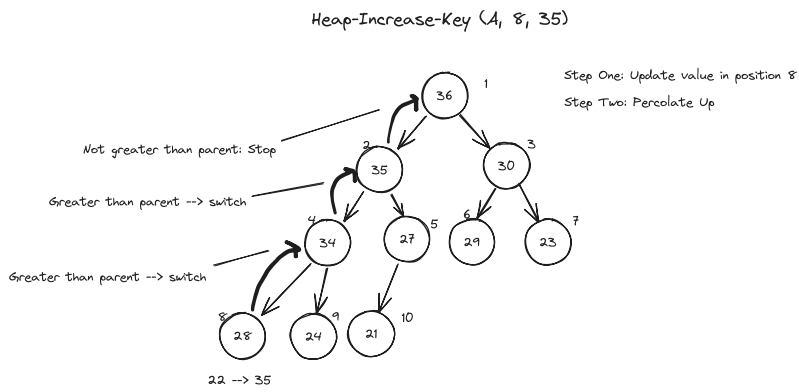 Heap-Increase-Key (A, 8, 35)
Step One: Update value in position 8
Step Two: Percolate Up
36
1
Not greater than parent: Stop
2
35
3
30
Greater than parent --> switch
4
34
5
27
6
29
7
23
Greater than parent --> switch
8
28
9
24
10
21
22 --> 35